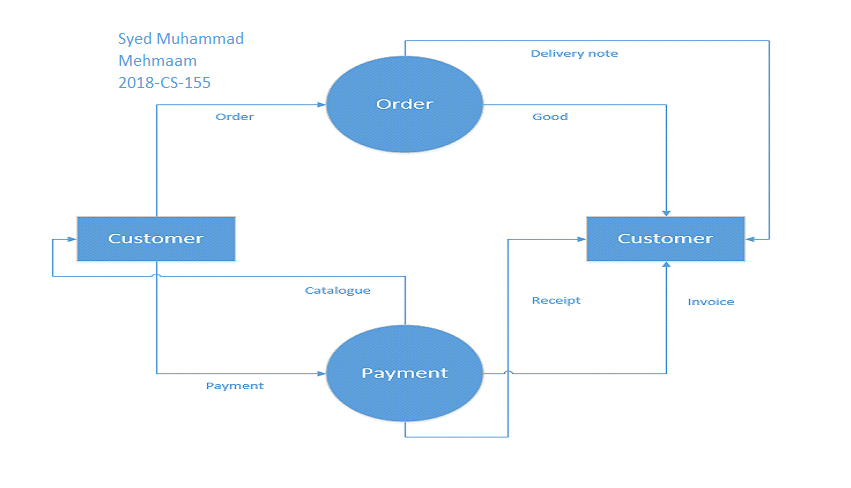 Syed Muhammad
Mehmaam
2018-CS-155
Delivery note
Order
Order
Good
Customer
Customer
Catalogue
Receipt
Invoice
Payment
Payment